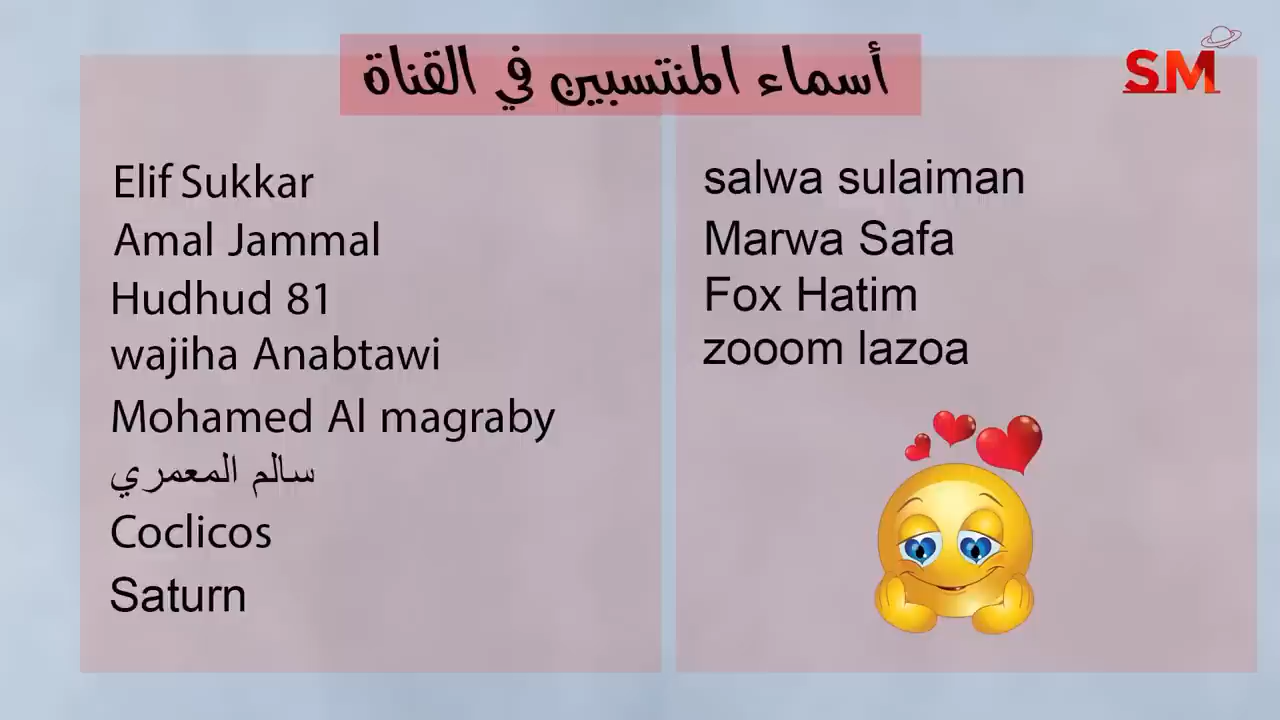 أسماء المنتسبين في القناة
SM
Elif Sukkar
Amal Jammal
Hudhud 81
wajiha Anabtawi
Mohamed Al magraby
سالم المعمري
Coclicos
Saturn
salwa sulaiman
Marwa Safa
Fox Hatim
zooom lazoa